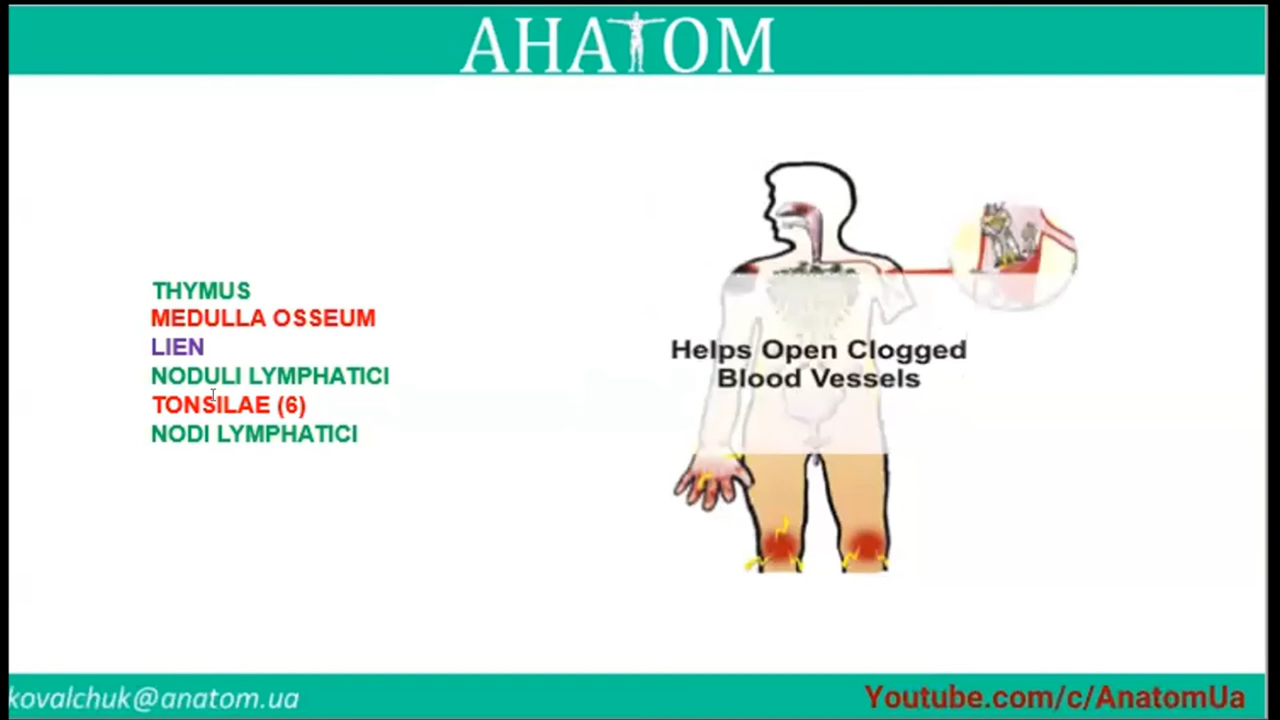 АНАТОМ
THYMUS
MEDULLA OSSEUM
LIEN
NODULI LYMPHATICI
TONSILAE (6)
NODI LYMPHATICI
Helps Open Clogged
Blood Vessels
kovalchuk@anatom.ua
Youtube.com/c/AnatomUa